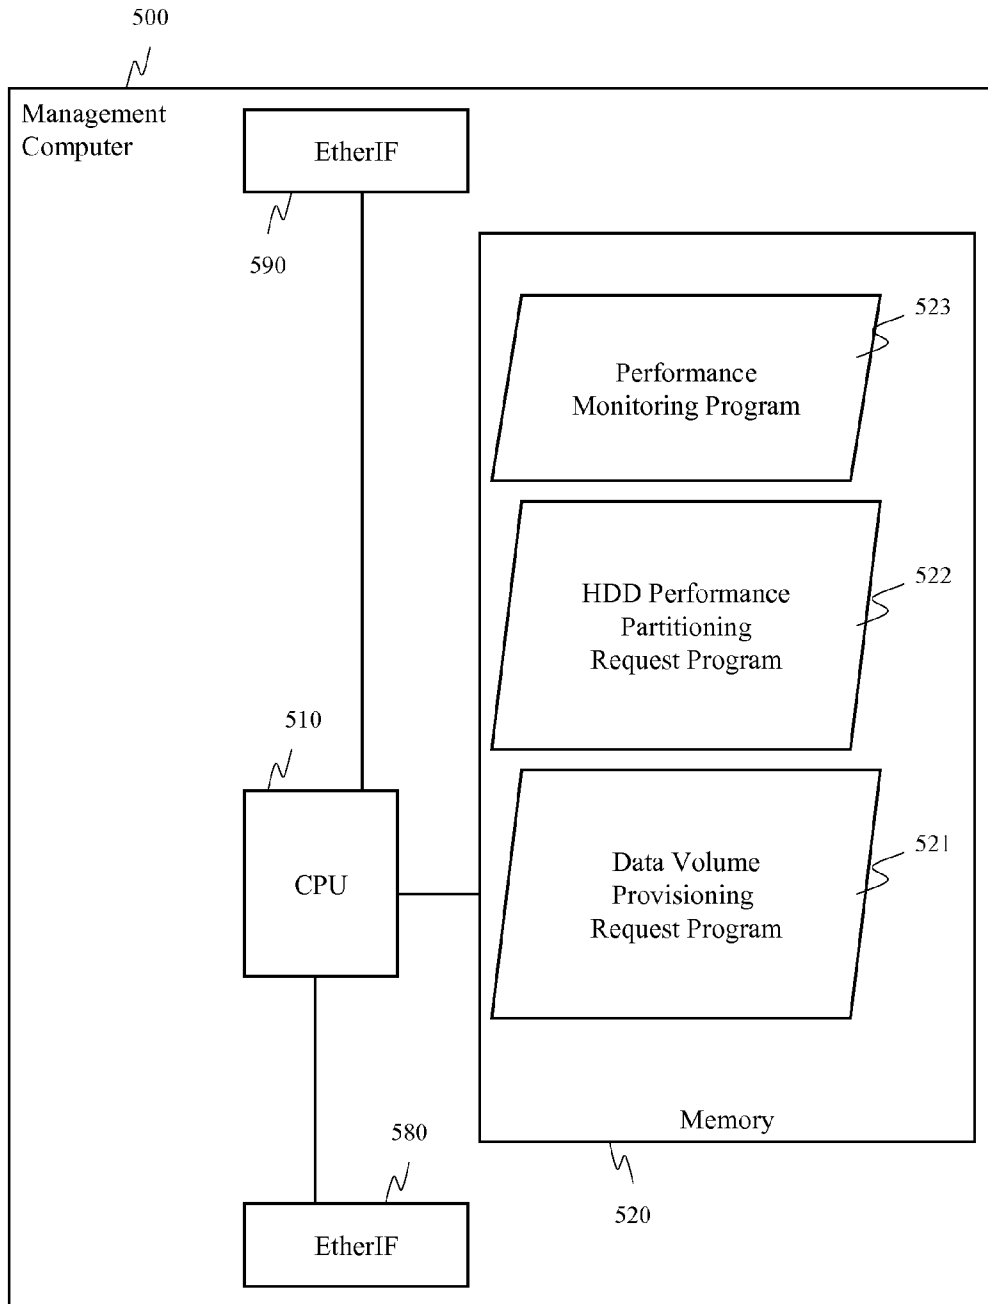 500
Management
Computer
EtherIF
590
523
Performance
Monitoring Program
522
HDD Performance
Partitioning
Request Program
510
CPU
521
Data Volume
Provisioning
Request Program
Memory
520
580
EtherIF